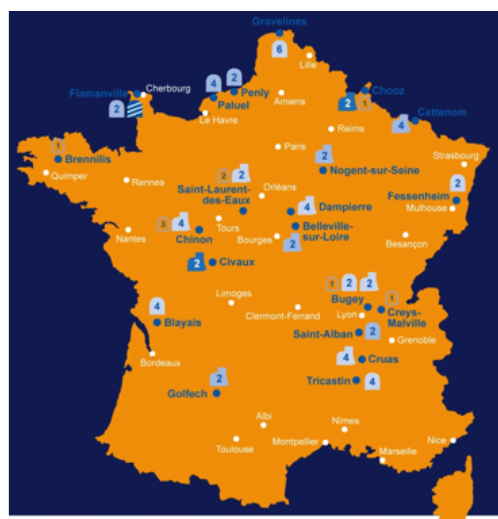 Gravelines
6
Lille
Flamanville
Cherbourg
2
4
2
Penly
Paluel
Le Havre
Amiens
Chooz
2
1
Cattenom
4
Reims
Paris
1
Brennilis
Quimper
Rennes
2
Nogent-sur-Seine
Strasbourg
2
Fessenheim
Mulhouse
2
2
Saint-Laurent-
des-Eaux
Orléans
4
Dampierre
3
4
Chinon
Tours
Nantes
Bourges
Belleville-
sur-Loire
2
Besançon
2
Civaux
Limoges
Clermont-Ferrand
1
2
2
Bugey
1
Lyon
Creys-
Malville
4
Blayais
Saint-Alban
2
Grenoble
Bordeaux
4
Cruas
Tricastin
4
2
Golfech
Albi
Nîmes
Toulouse
Montpellier
Nice
Marseille